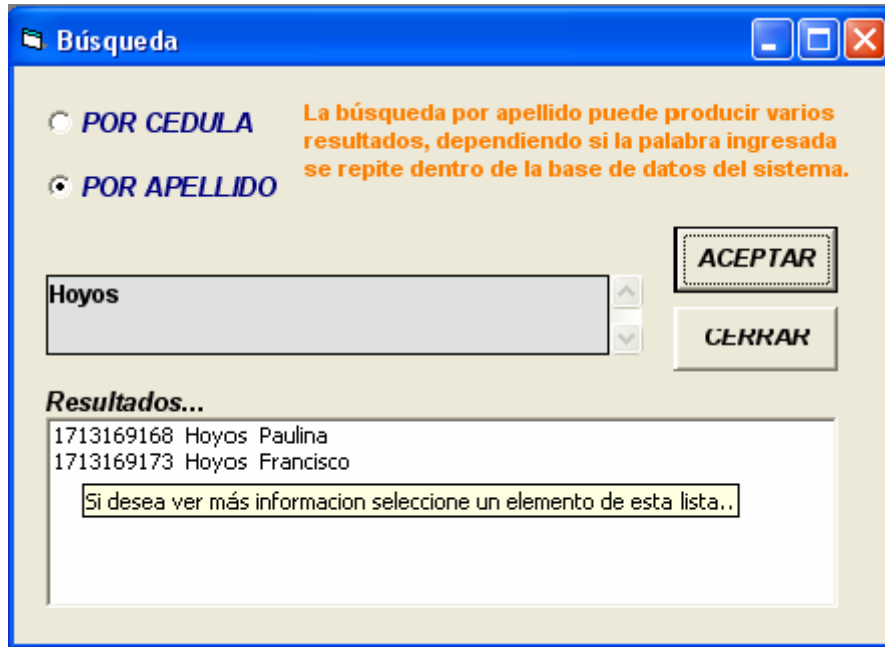 Búsqueda
POR CEDULA
La búsqueda por apellido puede producir varios
resultados, dependiendo si la palabra ingresada
se repite dentro de la base de datos del sistema.
POR APELLIDO
ACEPTAR
Hoyos
CERRAR
Resultados...
1713169168 Hoyos Paulina
1713169173 Hoyos Francisco
Si desea ver más informacion seleccione un elemento de esta lista..